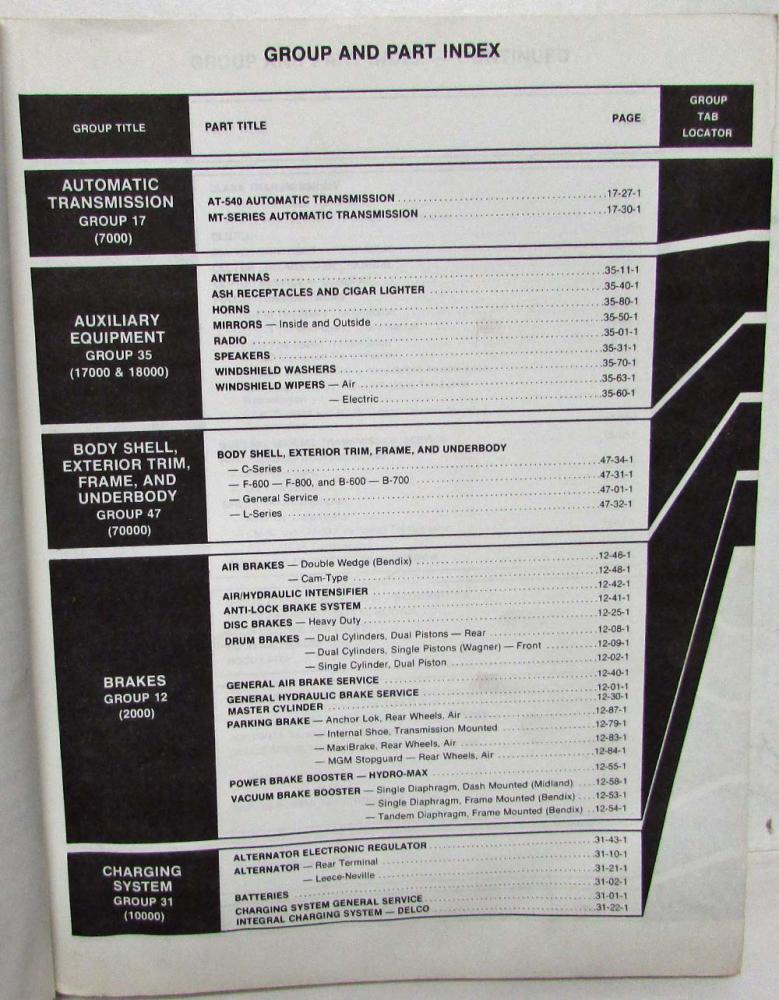 GROUP AND PART INDEX
GROUP TITLE
PART TITLE
PAGE
GROUP
TAB
LOCATOR
AUTOMATIC
TRANSMISSION
GROUP 17
(7000)
AT-540 AUTOMATIC TRANSMISSION 17-27-1
MT-SERIES AUTOMATIC TRANSMISSION 17-30-1
AUXILIARY
EQUIPMENT
GROUP 35
(17000 & 18000)
ANTENNAS 35-11-1
ASH RECEPTACLES AND CIGAR LIGHTER 35-40-1
HORNS 35-80-1
MIRRORS — Inside and Outside 35-50-1
RADIO 35-01-1
SPEAKERS 35-31-1
WINDSHIELD WASHERS 35-70-1
WINDSHIELD WIPERS — Air 35-63-1
— Electric 35-60-1
BODY SHELL,
EXTERIOR TRIM,
FRAME, AND
UNDERBODY
GROUP 47
(70000)
BODY SHELL, EXTERIOR TRIM, FRAME, AND UNDERBODY
— C-Series 47-34-1
— F-600 — F-800, and B-600 — B-700 47-31-1
— General Service 47-01-1
— L-Series 47-32-1
BRAKES
GROUP 12
(2000)
AIR BRAKES — Double Wedge (Bendix) 12-46-1
— Cam-Type 12-48-1
AIR/HYDRAULIC INTENSIFIER 12-42-1
ANTI-LOCK BRAKE SYSTEM 12-41-1
DISC BRAKES — Heavy Duty 12-25-1
DRUM BRAKES — Dual Cylinders, Dual Pistons — Rear 12-08-1
— Dual Cylinders, Single Pistons (Wagner) — Front 12-09-1
— Single Cylinder, Dual Piston 12-02-1
GENERAL AIR BRAKE SERVICE 12-40-1
GENERAL HYDRAULIC BRAKE SERVICE 12-01-1
MASTER CYLINDER 12-30-1
PARKING BRAKE — Anchor Lok, Rear Wheels, Air 12-87-1
— Internal Shoe, Transmission Mounted 12-79-1
— MaxiBrake, Rear Wheels, Air 12-83-1
— MGM Stopguard — Rear Wheels, Air 12-84-1
POWER BRAKE BOOSTER — HYDRO-MAX 12-55-1
VACUUM BRAKE BOOSTER — Single Diaphragm, Dash Mounted (Midland) 12-58-1
— Single Diaphragm, Frame Mounted (Bendix) 12-53-1
— Tandem Diaphragm, Frame Mounted (Bendix) 12-54-1
CHARGING
SYSTEM
GROUP 31
(10000)
ALTERNATOR ELECTRONIC REGULATOR 31-43-1
ALTERNATOR — Rear Terminal 31-10-1
— Leece-Neville 31-21-1
BATTERIES 31-02-1
CHARGING SYSTEM GENERAL SERVICE 31-01-1
INTEGRAL CHARGING SYSTEM — DELCO 31-22-1